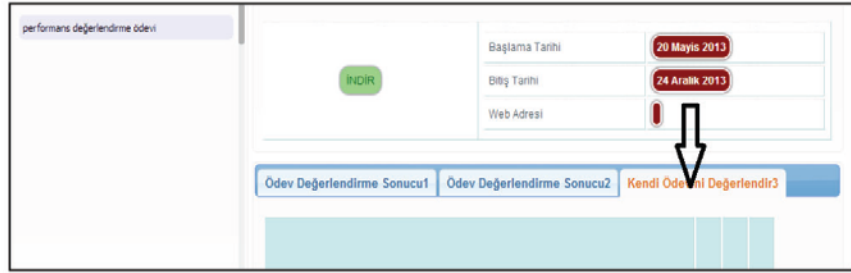 performans değerlendirme ödevi
İNDİR
Başlama Tarihi
20 Mayis 2013
Bitiş Tarihi
24 Aralık 2013
Web Adresi
Ödev Değerlendirme Sonucu1
Ödev Değerlendirme Sonucu2
Kendi Ödevini Değerlendir3